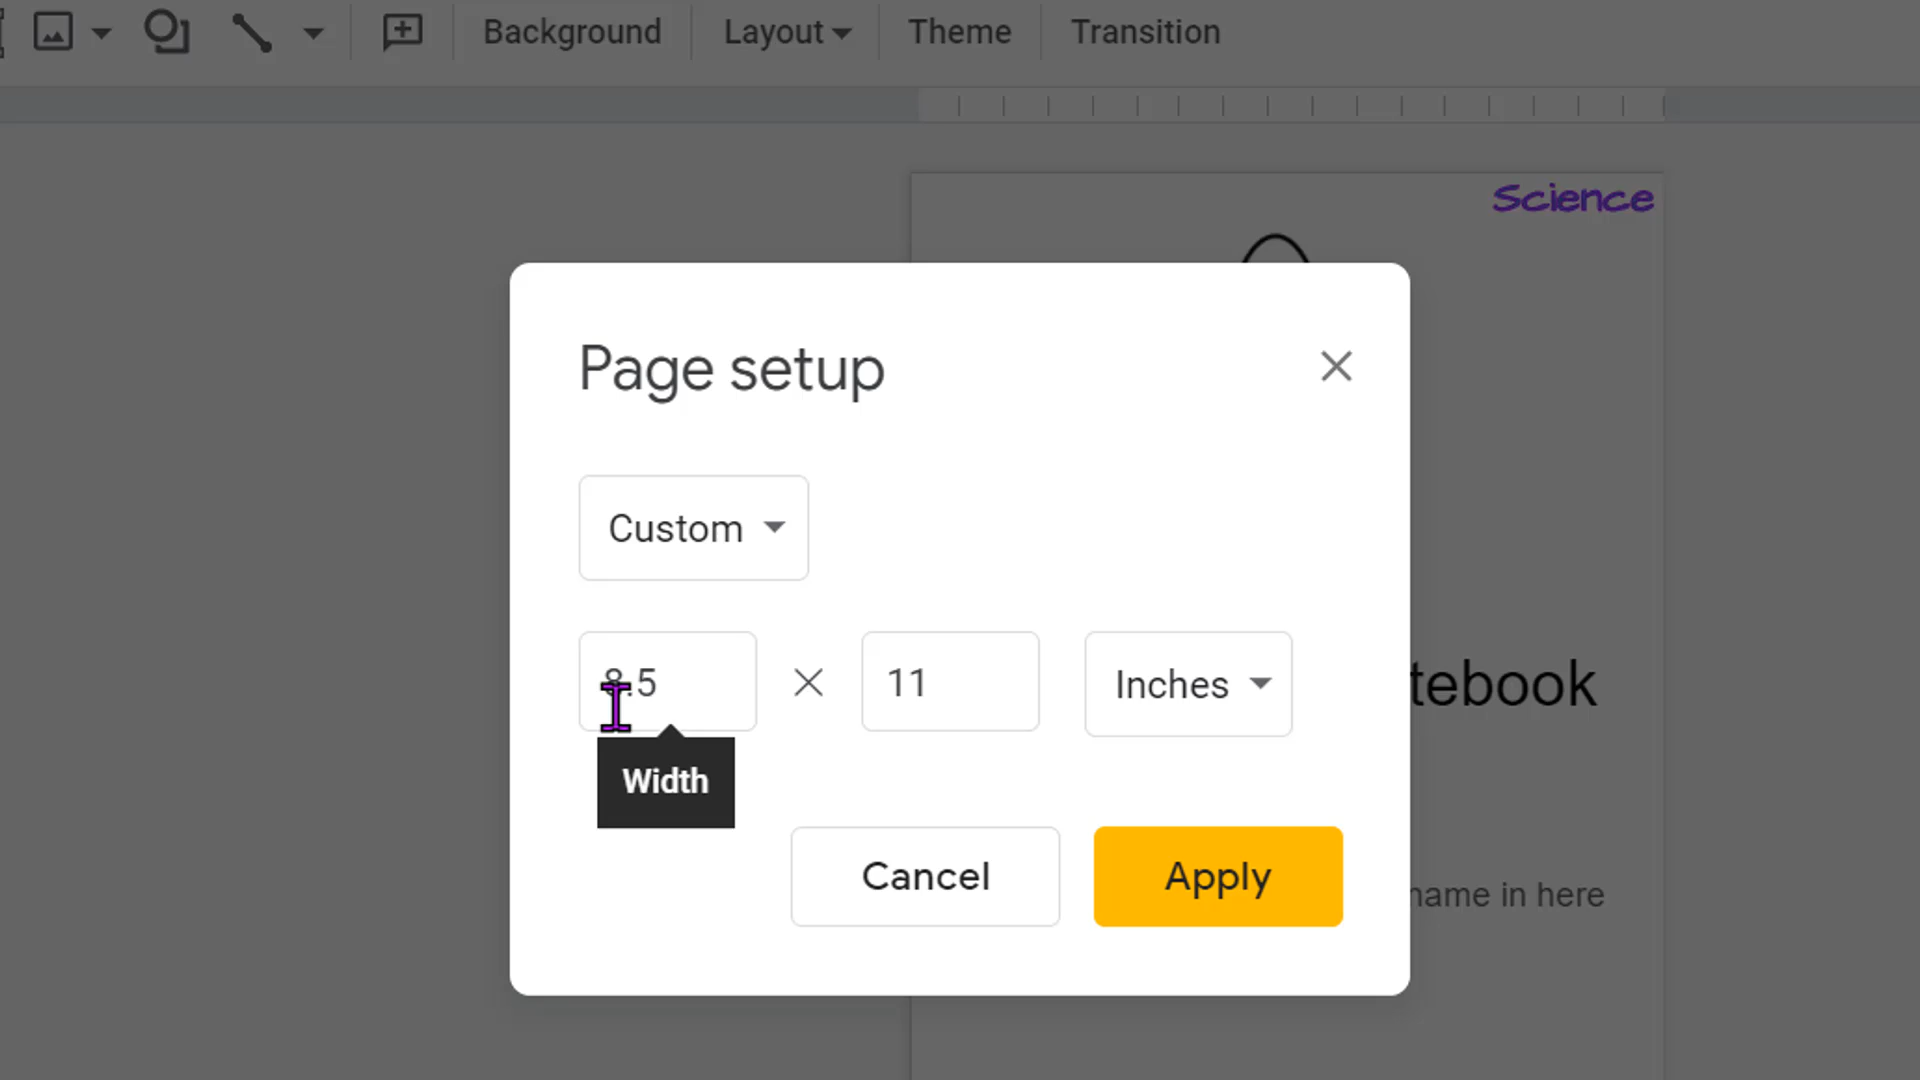 Background Layout Theme Transition
Science
Page setup
Custom
8.5 × 11 Inches
tebook
Width
Cancel Apply
name in here